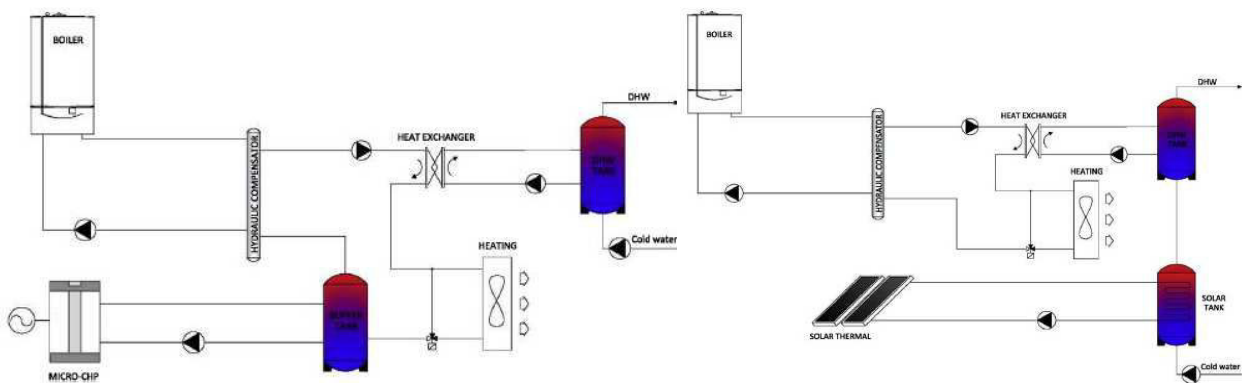 BOILER
DHW
HEAT EXCHANGER
DHW
TANK
HYDRAULIC COMPENSATOR
Cold water
HEATING
BUFFER
TANK
MICRO-CHP
BOILER
DHW
HEAT EXCHANGER
DHW
TANK
HYDRAULIC COMPENSATOR
HEATING
SOLAR
TANK
SOLAR THERMAL
Cold water